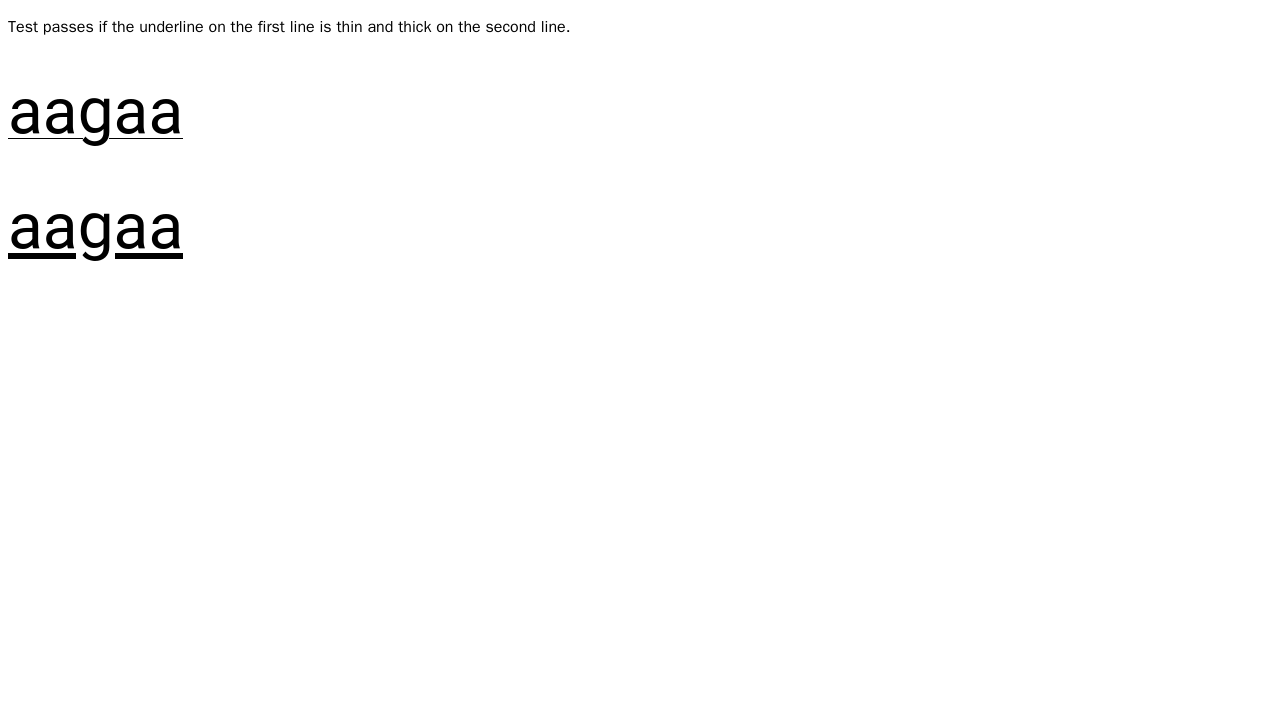 Test passes if the underline on the first line is thin and thick on the second line.
aagaa
aagaa